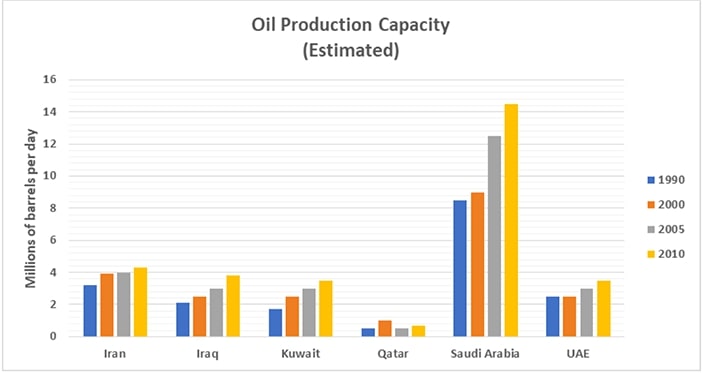 Oil Production Capacity
(Estimated)
Millions of barrels per day
16
14
12
10
8
6
4
2
0
Iran
Iraq
Kuwait
Qatar
Saudi Arabia
UAE
1990
2000
2005
2010